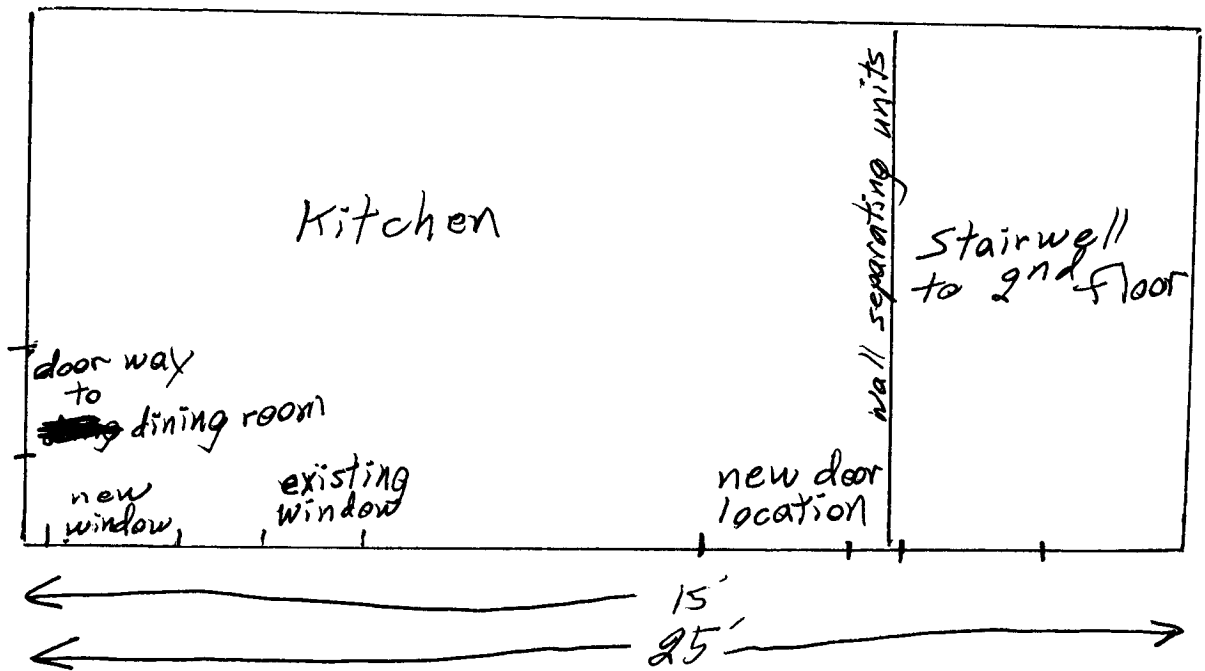 Kitchen
wall separating units
Stairwell
to 2nd floor
door way
to
dining room
new
window
existing
window
new door
location
15'
25'